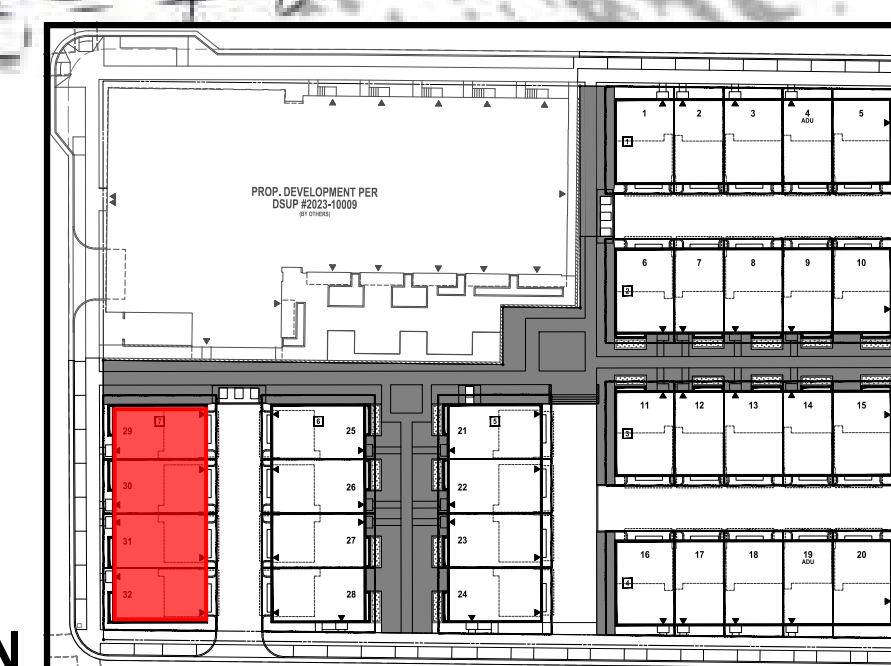 PROP. DEVELOPMENT PER
DSUP #2023-10009
(BY OTHERS)
1 2 3 4 5
ADU
1
6 7 8 9 10
2
11 12 13 14 15
3
16 17 18 19 20
ADU
4
29 7 6 25 21 5
30 26 22
31 27 23
32 28 24
N